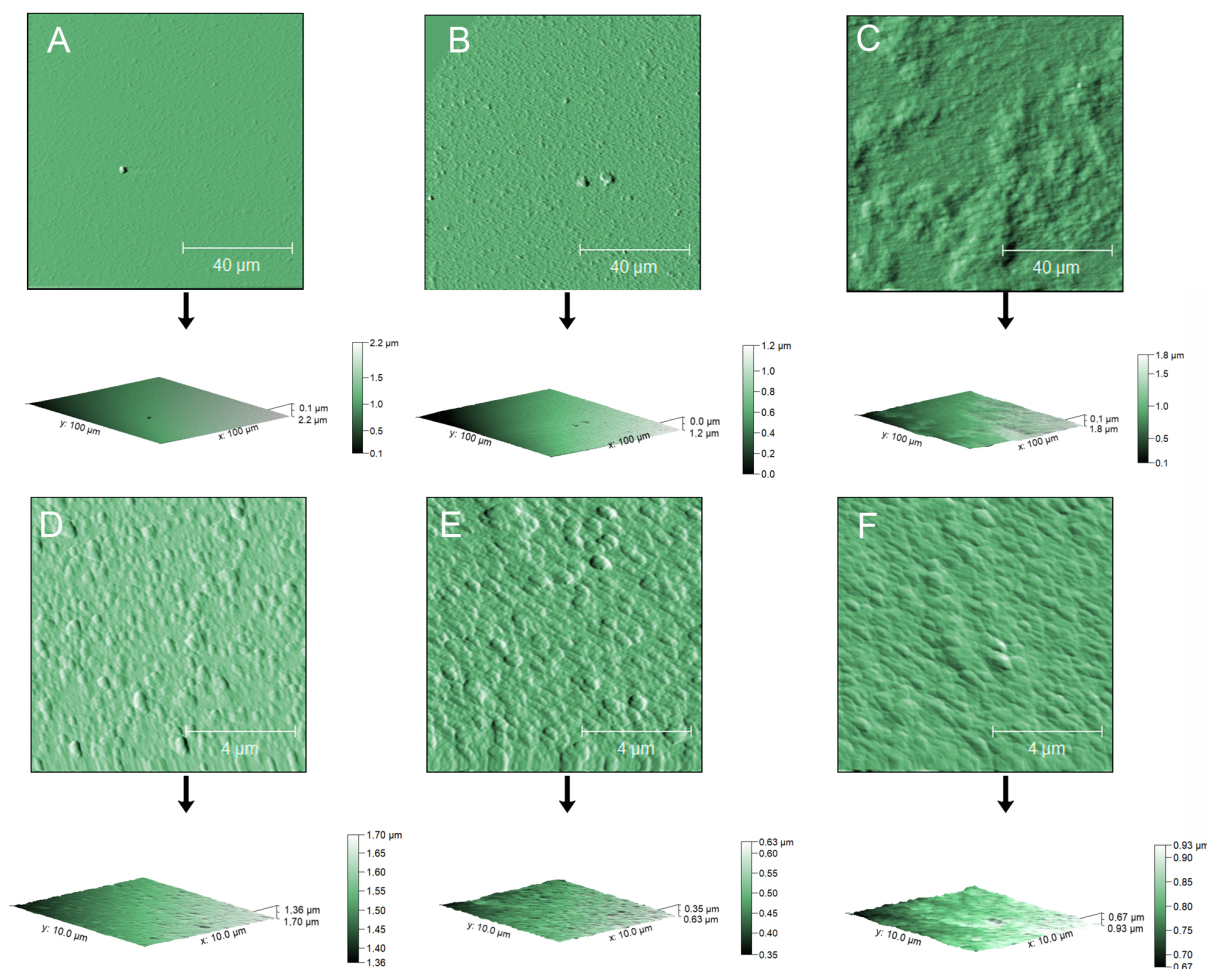 A
B
C
40 µm
40 µm
40 µm
2.2 µm
1.5
1.0
0.5
0.1
y: 100 µm
x: 100 µm
0.1 µm
2.2 µm
1.2 µm
1.0
0.8
0.6
0.4
0.2
0.0
y: 100 µm
x: 100 µm
0.0 µm
1.2 µm
1.8 µm
1.5
1.0
0.5
0.1
y: 100 µm
x: 100 µm
0.1 µm
1.8 µm
D
E
F
4 µm
4 µm
4 µm
1.70 µm
1.65
1.60
1.55
1.50
1.45
1.40
1.36
y: 10.0 µm
x: 10.0 µm
1.36 µm
1.70 µm
0.63 µm
0.60
0.55
0.50
0.45
0.40
0.35
y: 10.0 µm
x: 10.0 µm
0.35 µm
0.63 µm
0.93 µm
0.90
0.85
0.80
0.75
0.70
0.67
y: 10.0 µm
x: 10.0 µm
0.67 µm
0.93 µm